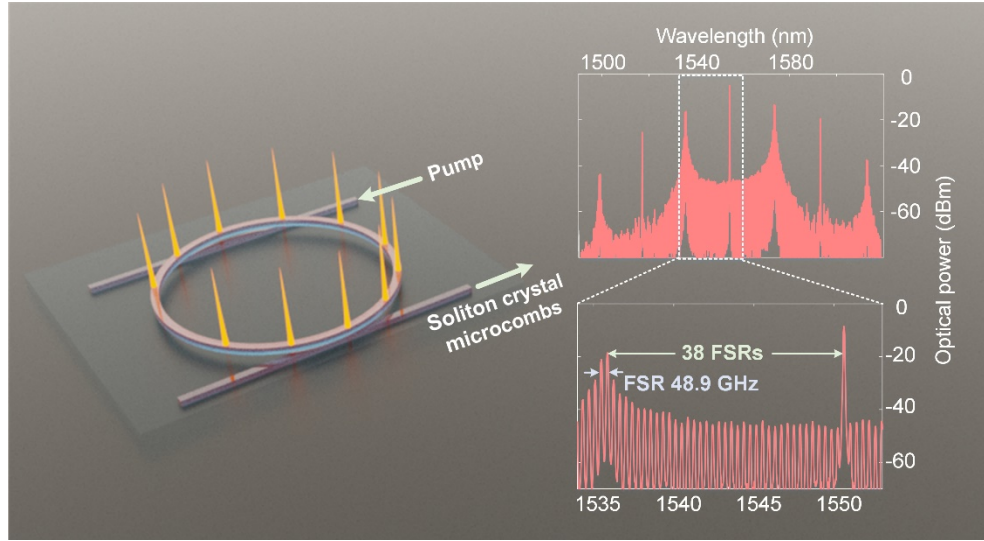 Pump
Soliton crystal
microcombs
Wavelength (nm)
1500 1540 1580
0
-20
-40
-60
Optical power (dBm)
38 FSRs
FSR 48.9 GHz
0
-20
-40
-60
1535 1540 1545 1550